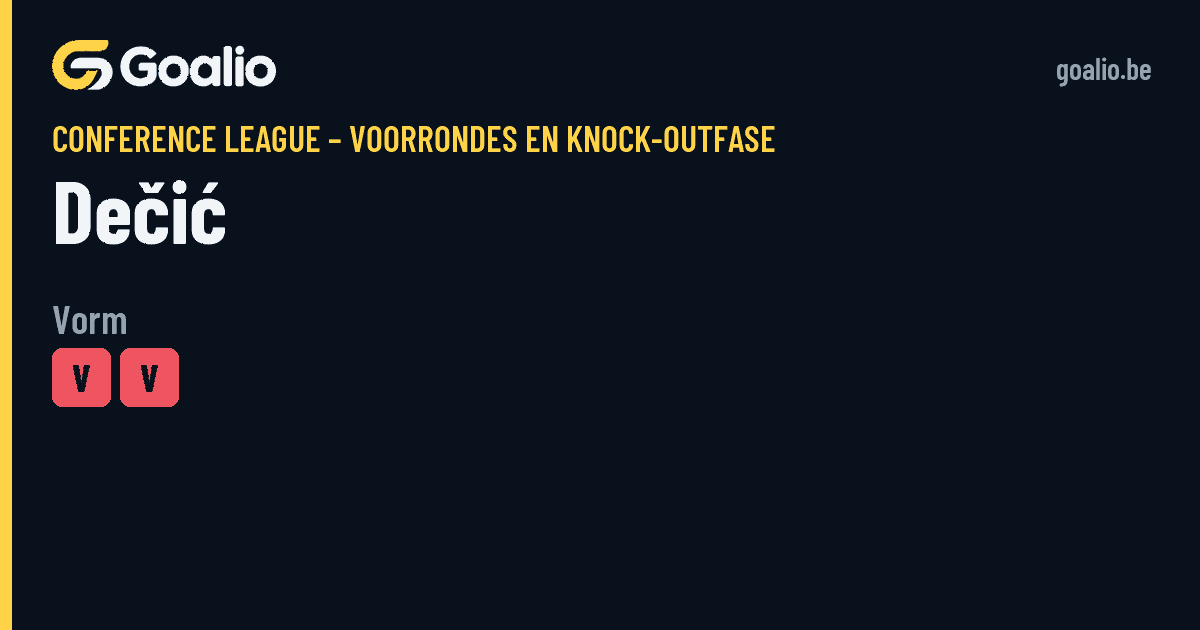 Goalio
goalio.be
CONFERENCE LEAGUE – VOORRONDES EN KNOCK-OUTFASE
Dečić
Vorm
V V